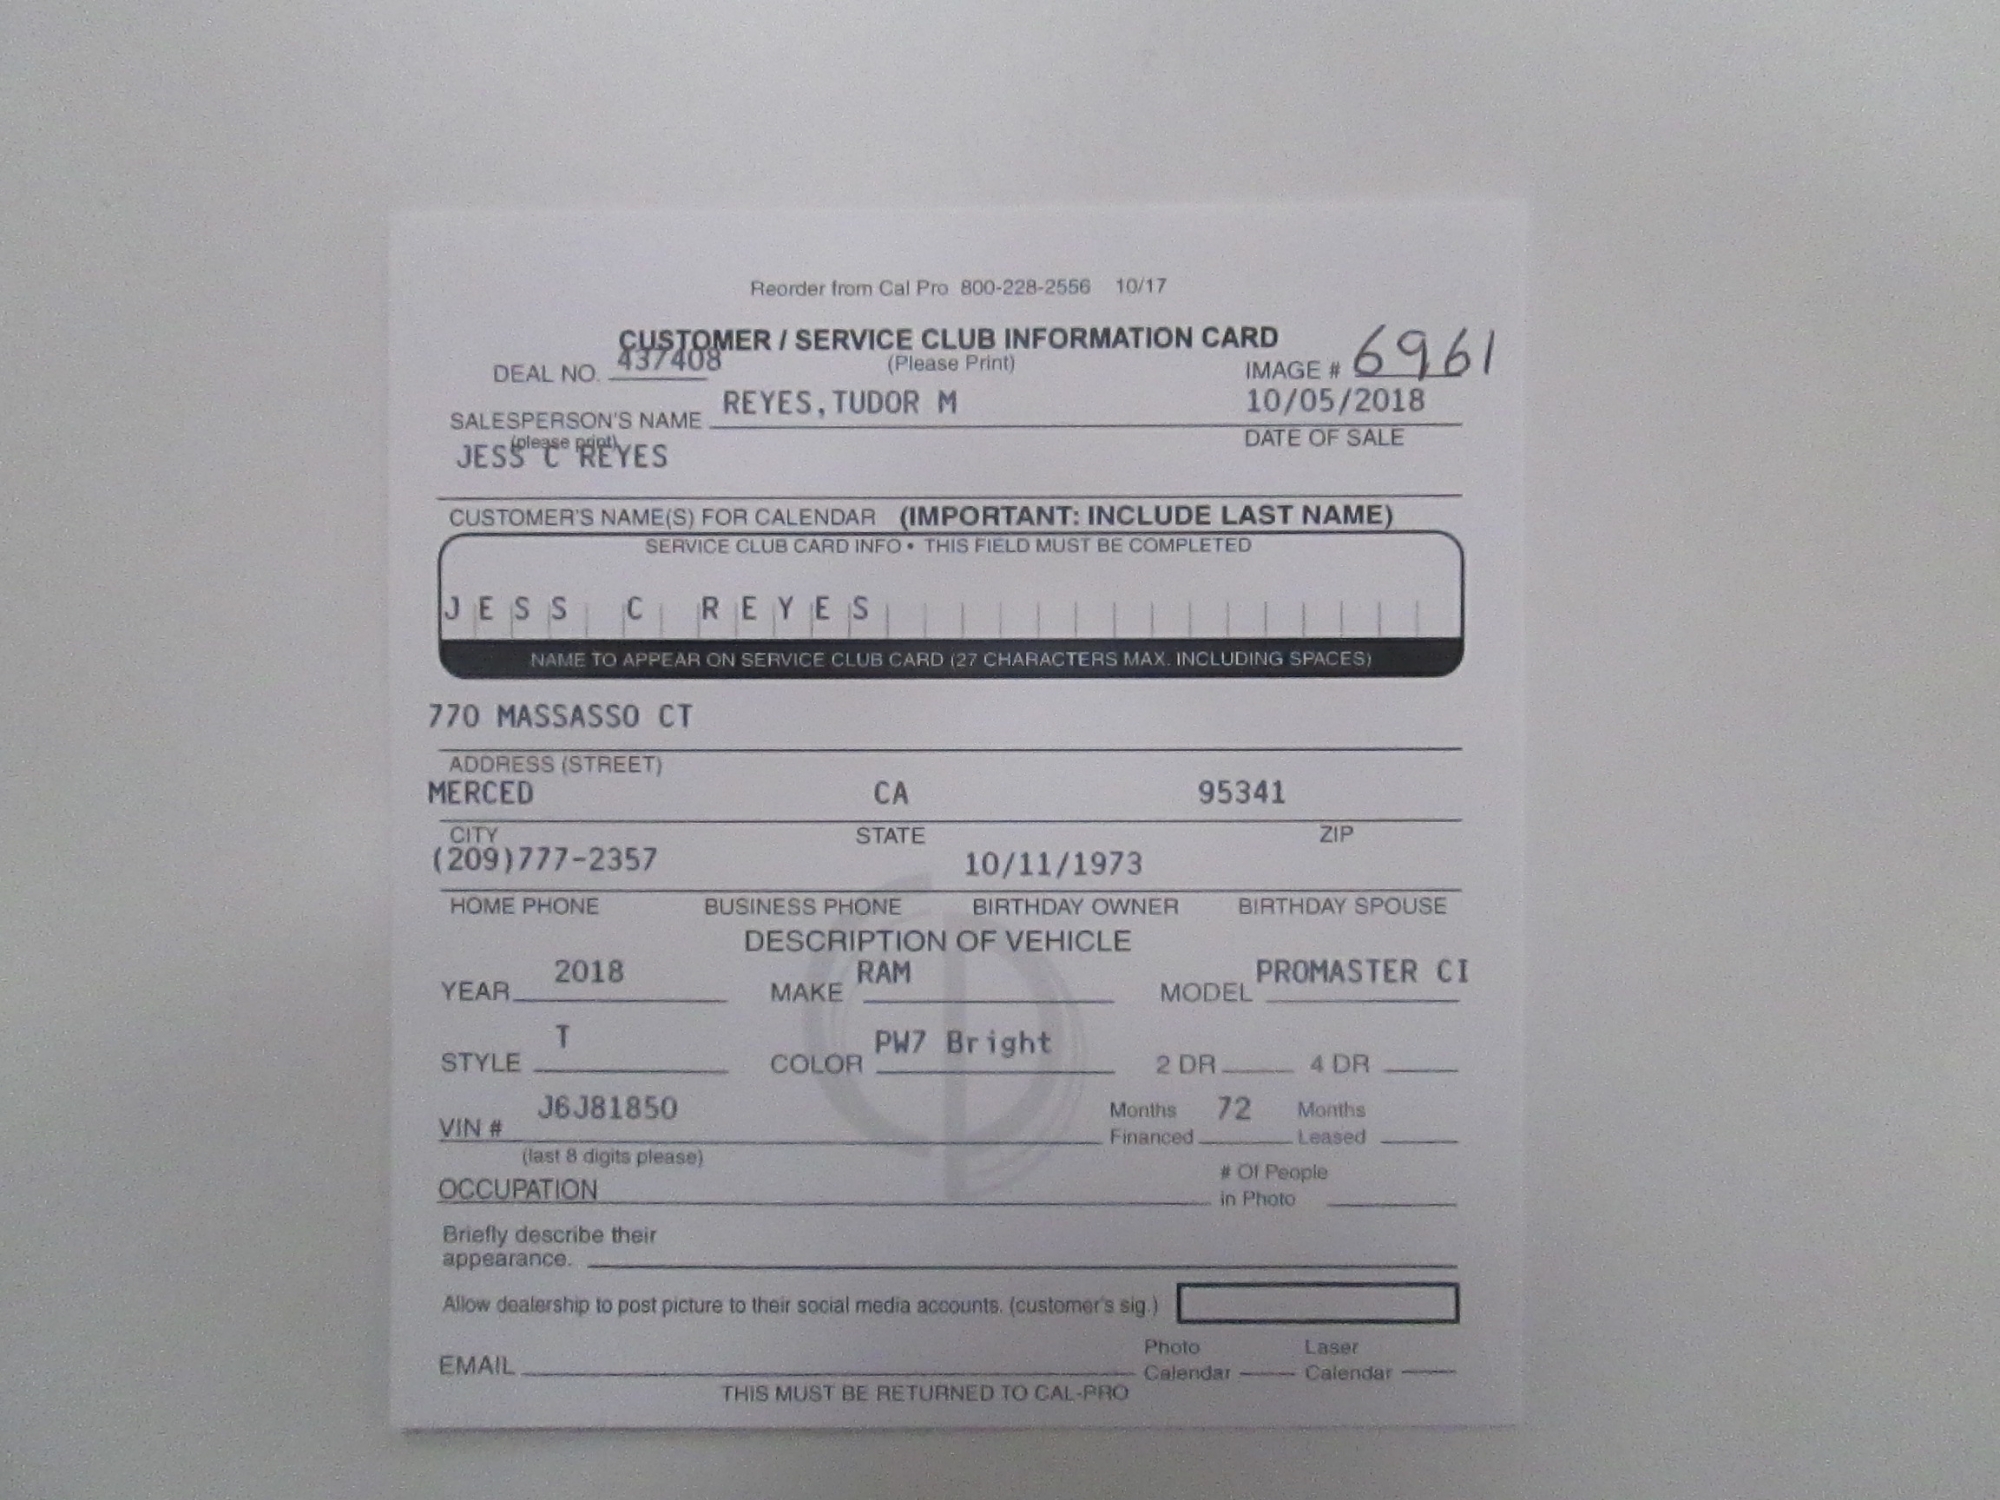 Reorder from Cal Pro 800-228-2556 10/17
CUSTOMER / SERVICE CLUB INFORMATION CARD
(Please Print)
DEAL NO. 437408
IMAGE # 6961
SALESPERSON'S NAME REYES,TUDOR M 10/05/2018
(please print) DATE OF SALE
JESS C REYES
CUSTOMER'S NAME(S) FOR CALENDAR (IMPORTANT: INCLUDE LAST NAME)
SERVICE CLUB CARD INFO • THIS FIELD MUST BE COMPLETED
JESS C REYES
NAME TO APPEAR ON SERVICE CLUB CARD (27 CHARACTERS MAX. INCLUDING SPACES)
770 MASSASSO CT
ADDRESS (STREET)
MERCED CA 95341
CITY STATE ZIP
(209)777-2357 10/11/1973
HOME PHONE BUSINESS PHONE BIRTHDAY OWNER BIRTHDAY SPOUSE
DESCRIPTION OF VEHICLE
YEAR 2018 MAKE RAM MODEL PROMASTER CI
STYLE T COLOR PW7 Bright 2 DR 4 DR
VIN # J6J81850 Months Financed 72 Months Leased
(last 8 digits please)
OCCUPATION # Of People in Photo
Briefly describe their
appearance.
Allow dealership to post picture to their social media accounts. (customer's sig.)
EMAIL Photo Calendar Laser Calendar
THIS MUST BE RETURNED TO CAL-PRO